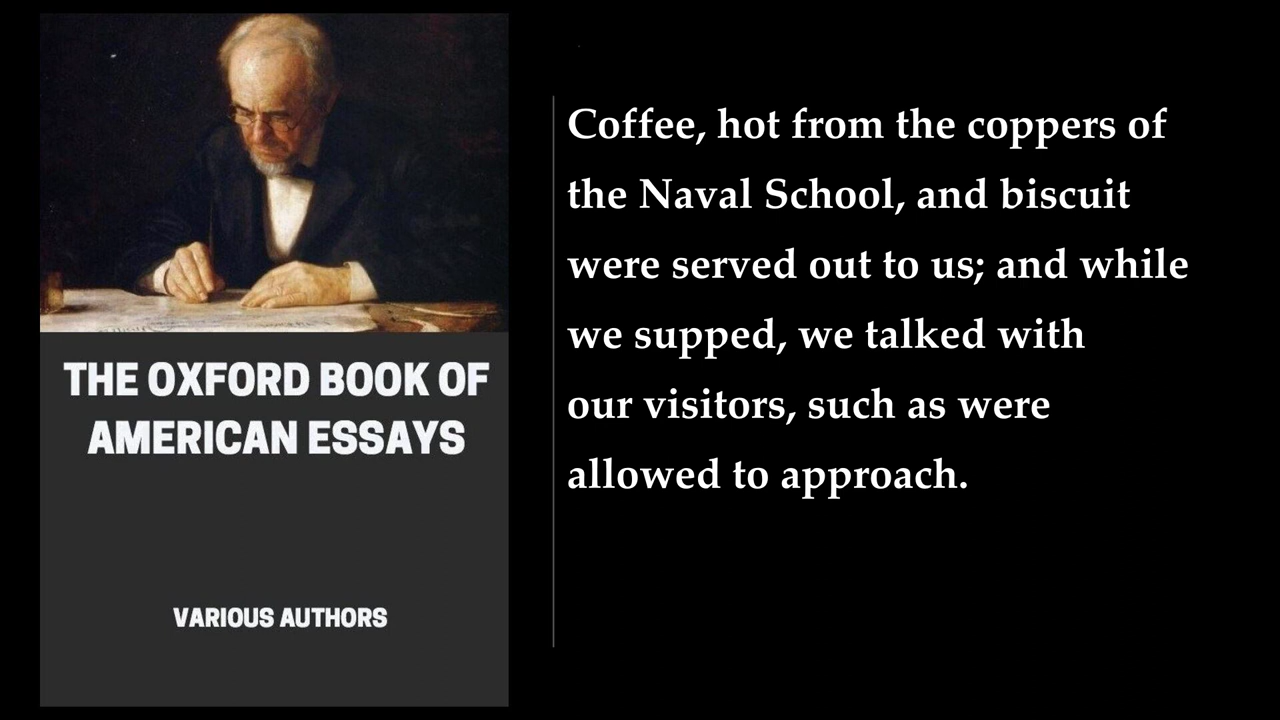 THE OXFORD BOOK OF
AMERICAN ESSAYS
VARIOUS AUTHORS
Coffee, hot from the coppers of
the Naval School, and biscuit
were served out to us; and while
we supped, we talked with
our visitors, such as were
allowed to approach.